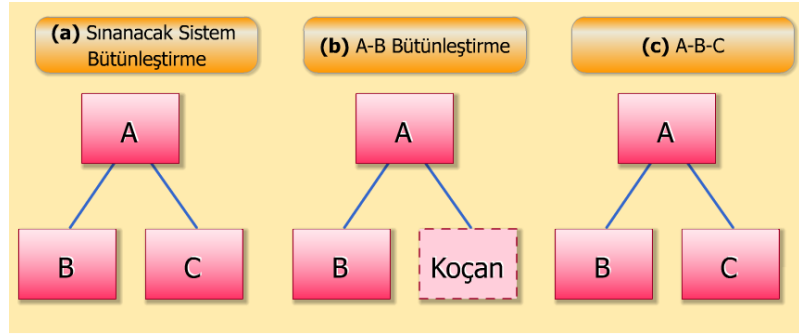 (a) Sınanacak Sistem
Bütünleştirme
(b) A-B Bütünleştirme
(c) A-B-C
A
A
A
B
C
B
Koçan
B
C